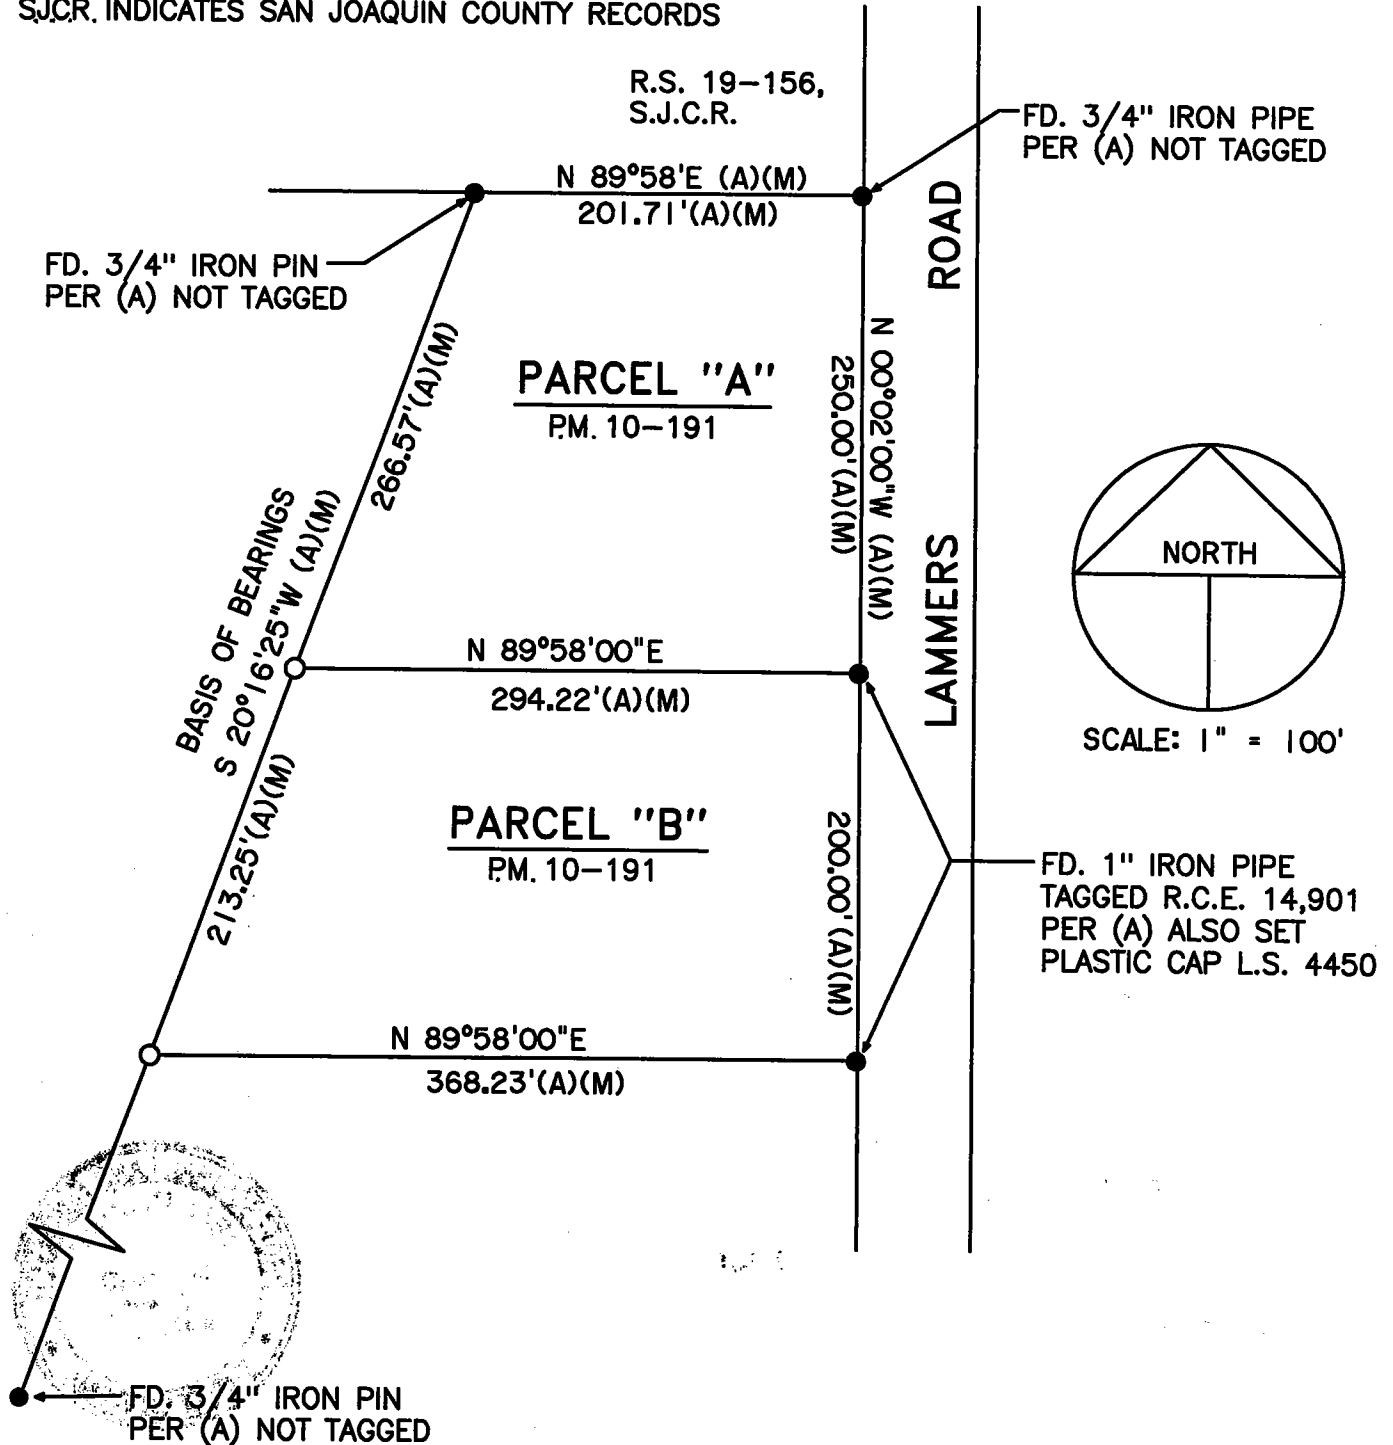 S.J.C.R. INDICATES SAN JOAQUIN COUNTY RECORDS
R.S. 19-156,
S.J.C.R.
FD. 3/4" IRON PIPE
PER (A) NOT TAGGED
N 89°58'E (A)(M)
201.71'(A)(M)
FD. 3/4" IRON PIN
PER (A) NOT TAGGED
ROAD
266.57'(A)(M)
PARCEL "A"
P.M. 10-191
N 00°02'00"W (A)(M)
250.00'(A)(M)
BASIS OF BEARINGS
S 20°16'25"W (A)(M)
NORTH
SCALE: 1" = 100'
LAMMERS
N 89°58'00"E
294.22'(A)(M)
213.25'(A)(M)
PARCEL "B"
P.M. 10-191
200.00' (A)(M)
FD. 1" IRON PIPE
TAGGED R.C.E. 14,901
PER (A) ALSO SET
PLASTIC CAP L.S. 4450
N 89°58'00"E
368.23'(A)(M)
FD. 3/4" IRON PIN
PER (A) NOT TAGGED